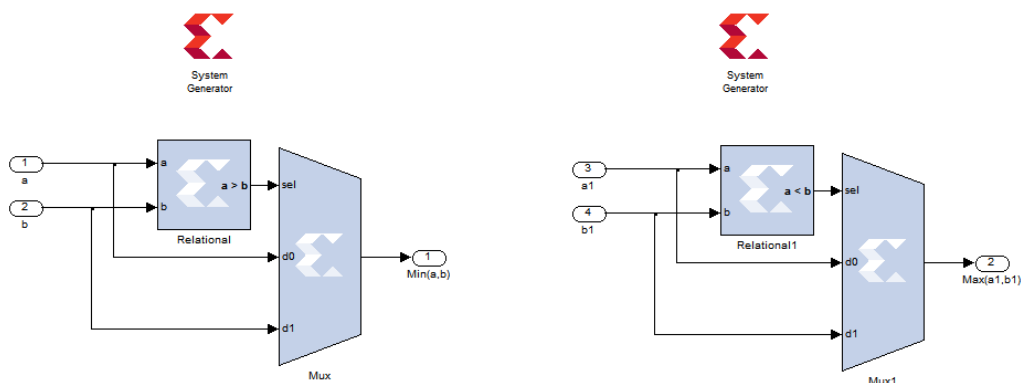 System
Generator
1
a
2
b
a
b
a > b
Relational
sel
d0
d1
Mux
1
Min(a,b)
System
Generator
3
a1
4
b1
a
b
a < b
Relational1
sel
d0
d1
Mux1
2
Max(a1,b1)